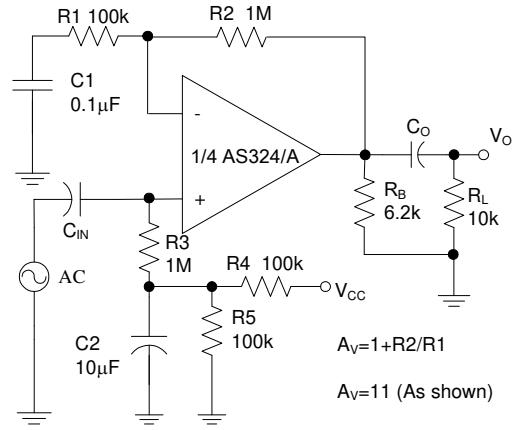 R1 100k
R2 1M
C1
0.1μF
-
1/4 AS324/A
+
CO
VO
RB
6.2k
RL
10k
CIN
AC
R3
1M
R4 100k
VCC
R5
100k
C2
10μF
AV=1+R2/R1
AV=11 (As shown)